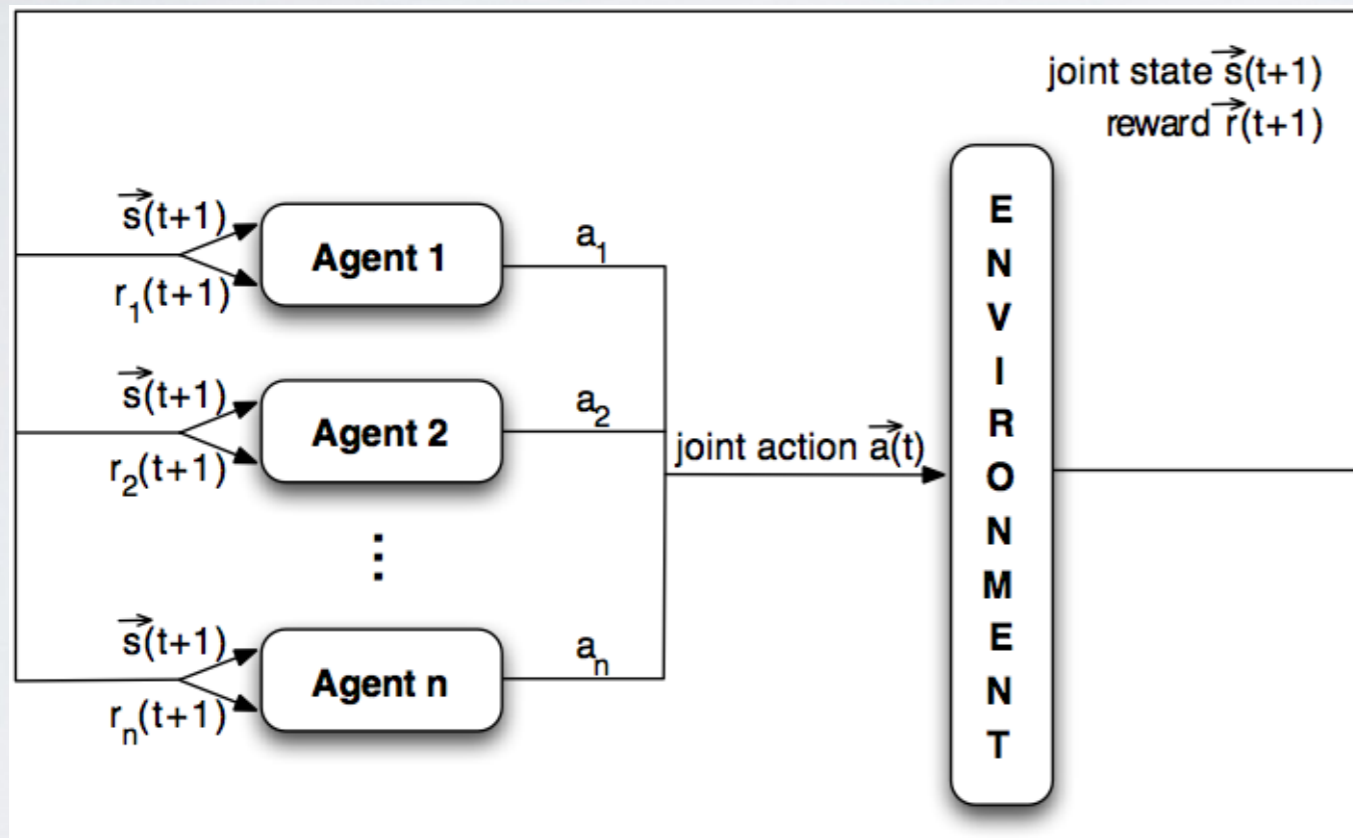 joint state s⃗(t+1)
reward r⃗(t+1)
s⃗(t+1)
r₁(t+1)
Agent 1
a₁
s⃗(t+1)
r₂(t+1)
Agent 2
a₂
joint action a⃗(t)
⋮
s⃗(t+1)
rₙ(t+1)
Agent n
aₙ
E
N
V
I
R
O
N
M
E
N
T